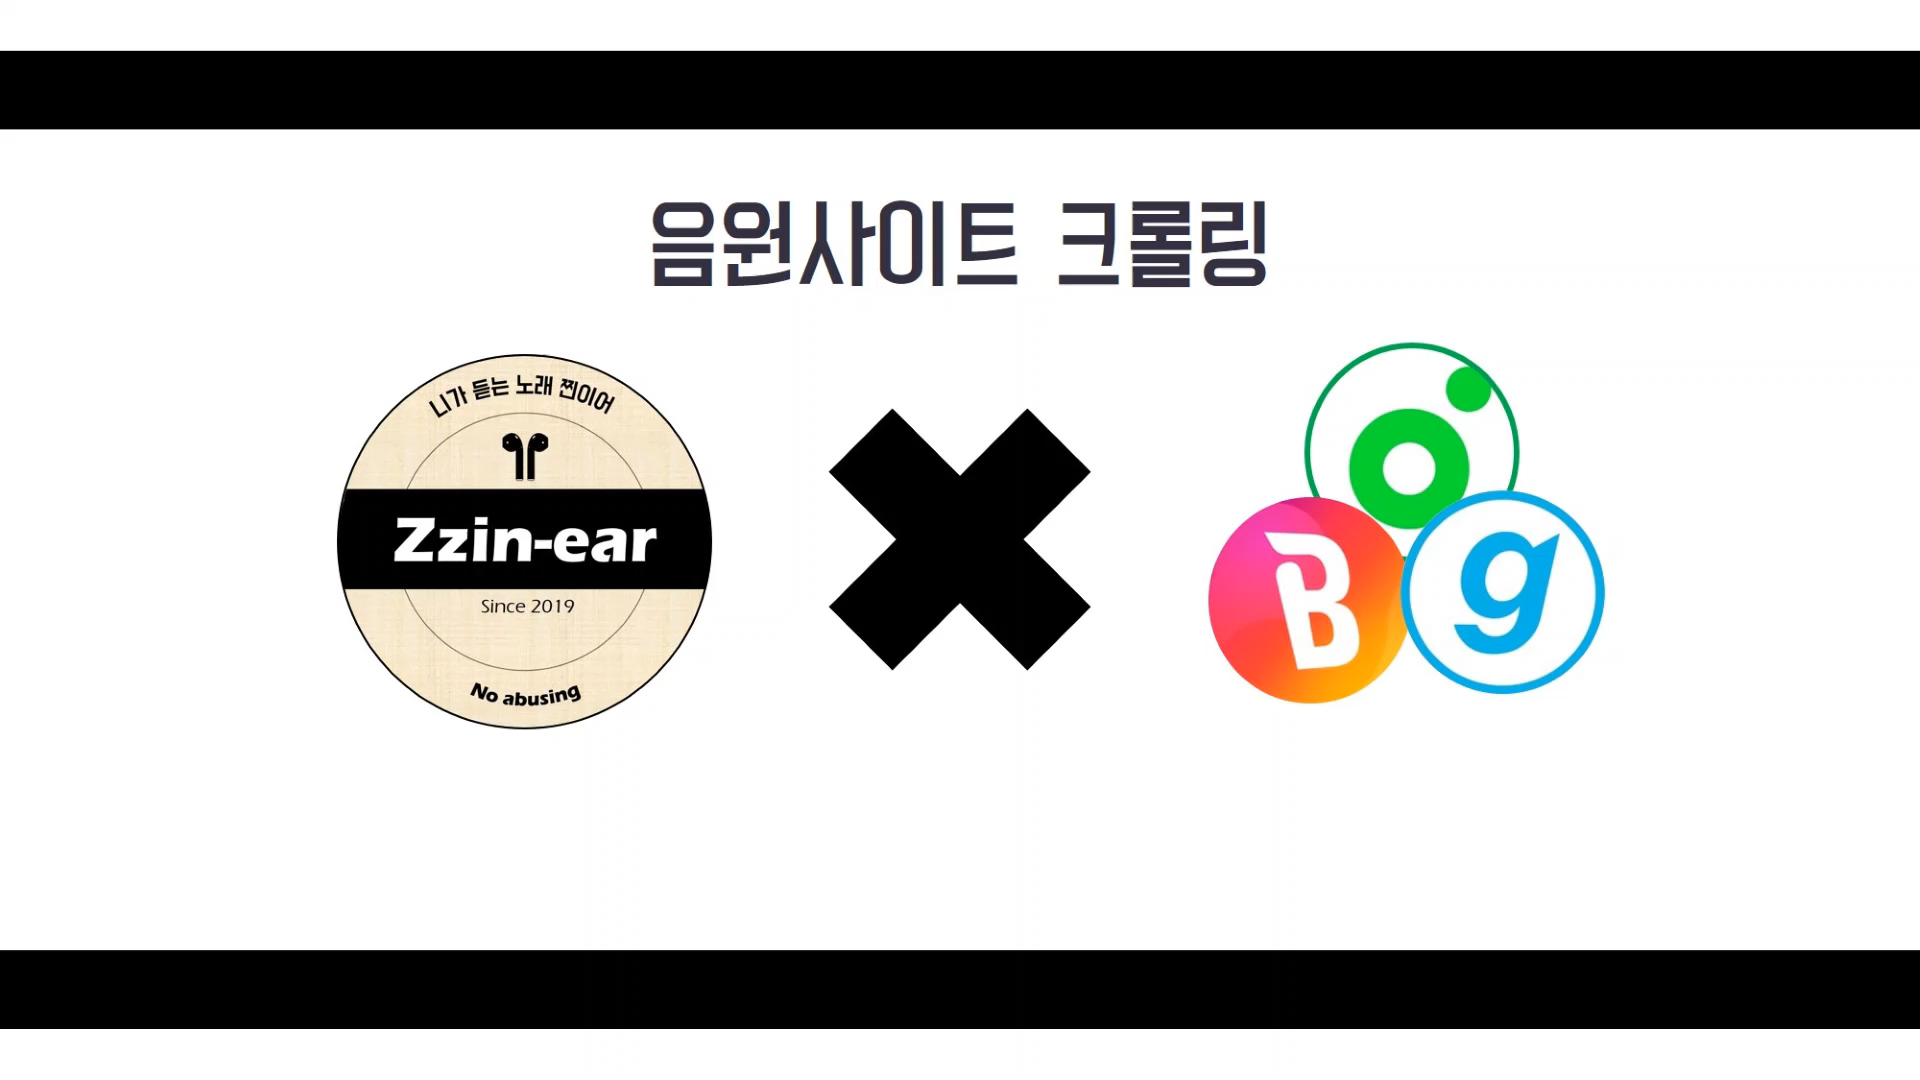 음원사이트 크롤링
니가 듣는 노래 찐이어
Zzin-ear
Since 2019
No abusing
B
g